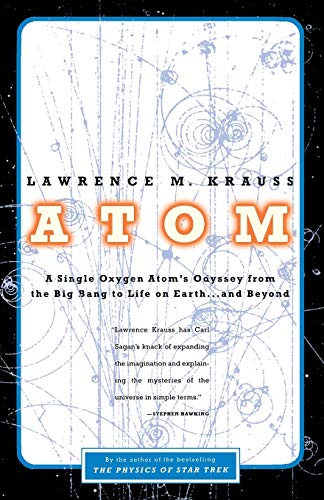 LAWRENCE M. KRAUSS
ATOM
A Single Oxygen Atom's Odyssey from
the Big Bang to Life on Earth...and Beyond
"Lawrence Krauss has Carl
Sagan's knack of expanding
the imagination and explain-
ing the mysteries of the
universe in simple terms."
—STEPHEN HAWKING
By the author of the bestselling
THE PHYSICS OF STAR TREK